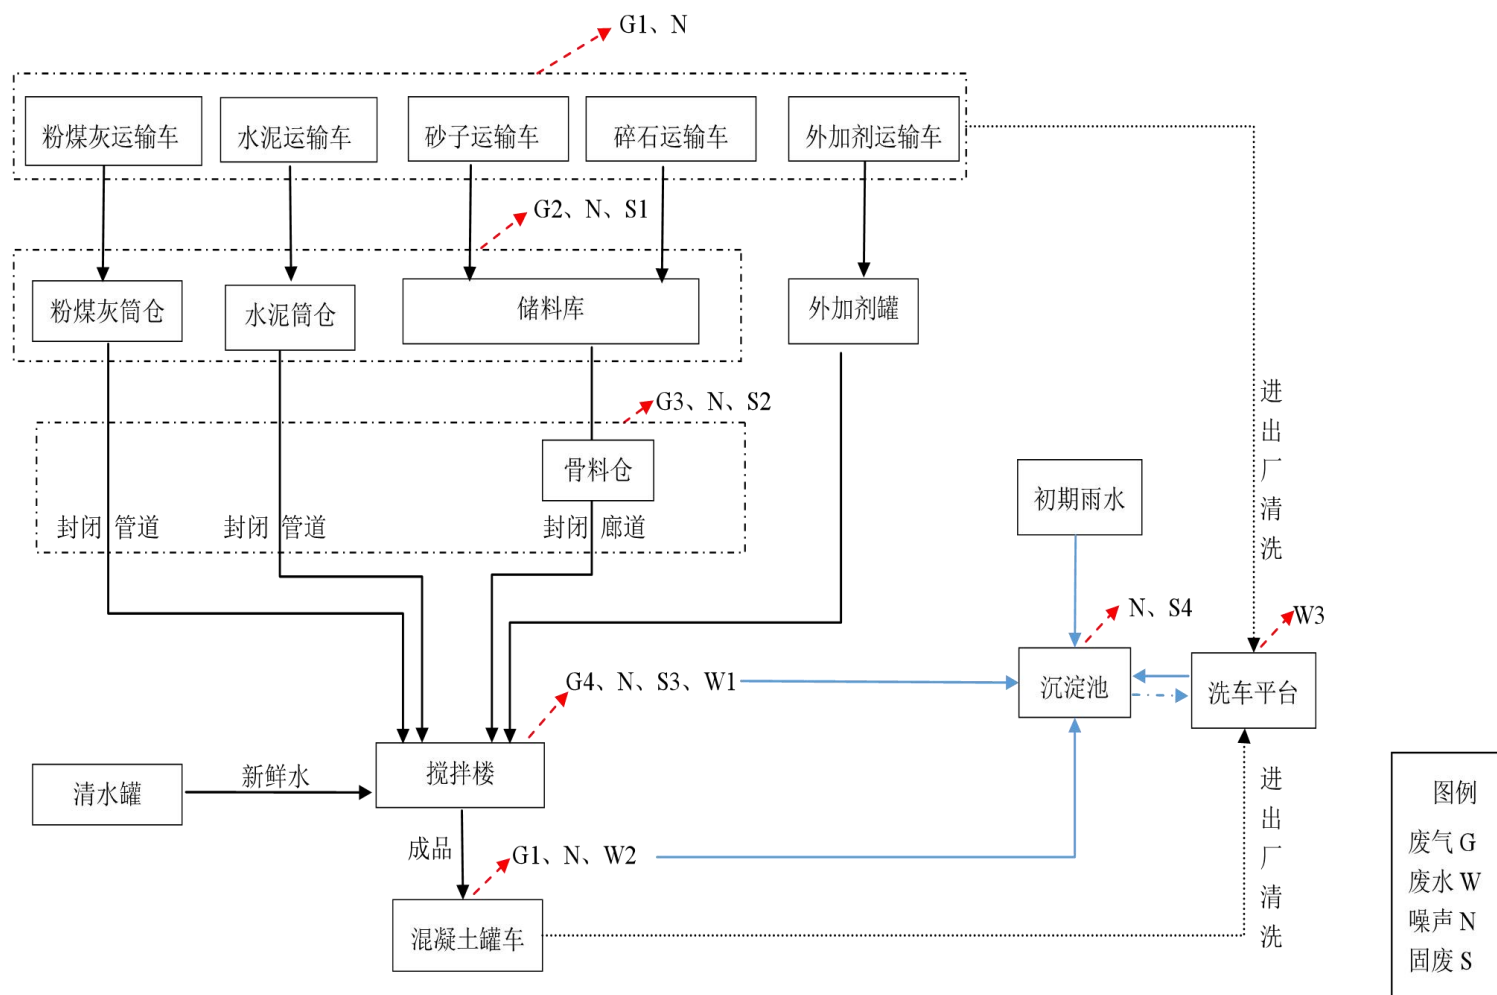 G1、N
粉煤灰运输车
水泥运输车
砂子运输车
碎石运输车
外加剂运输车
G2、N、S1
粉煤灰筒仓
水泥筒仓
储料库
外加剂罐
G3、N、S2
骨料仓
封闭 管道
封闭 管道
封闭 廊道
进出厂清洗
初期雨水
N、S4
W3
沉淀池
洗车平台
G4、N、S3、W1
清水罐
新鲜水
搅拌楼
成品
G1、N、W2
混凝土罐车
进出厂清洗
图例
废气 G
废水 W
噪声 N
固废 S